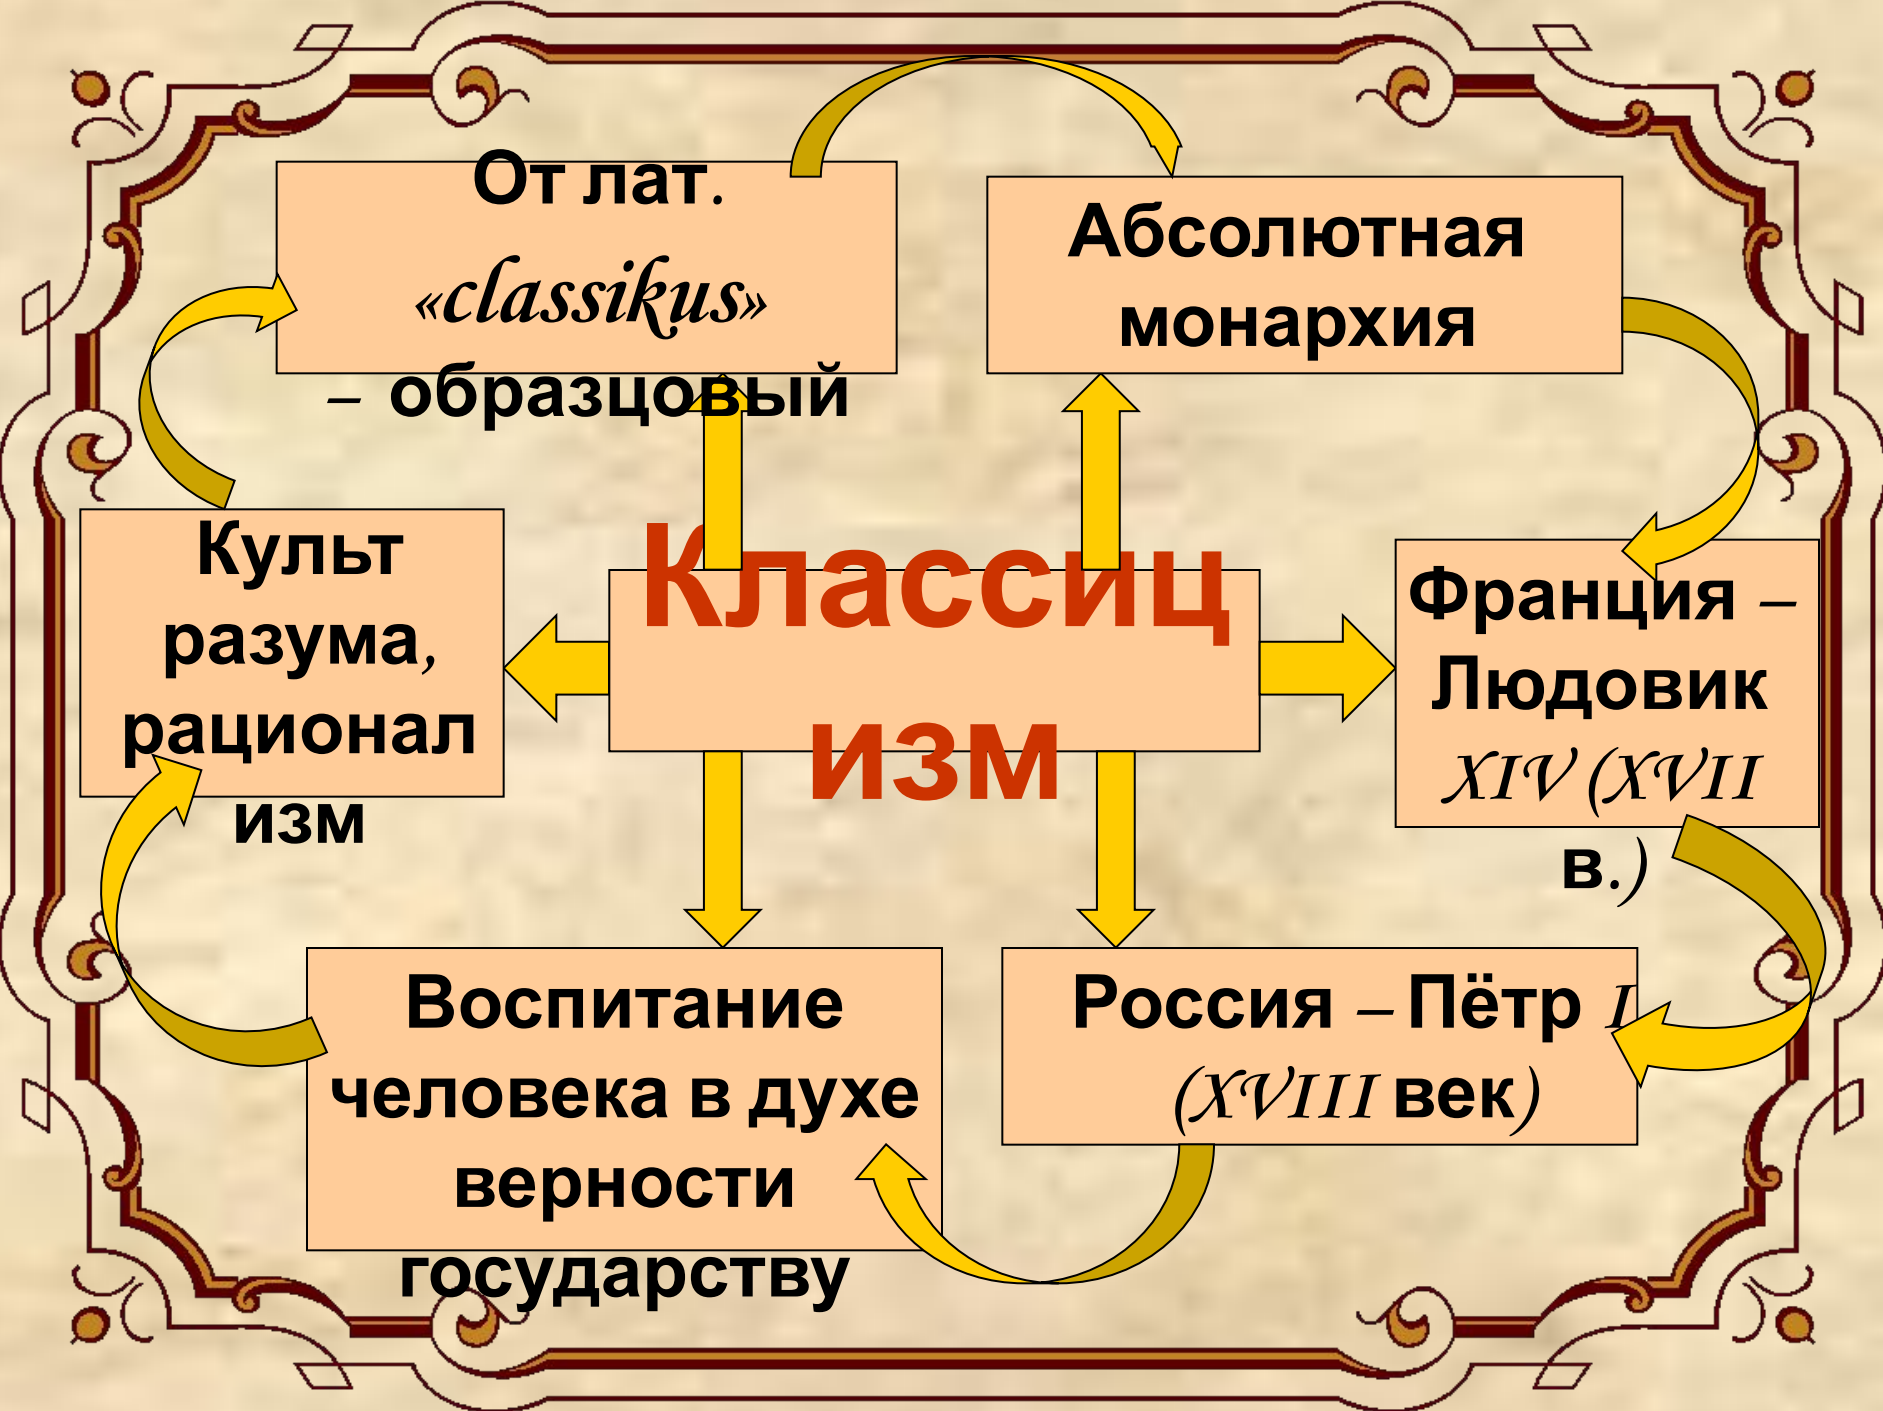 От лат.
«classikus»
– образцовый
Абсолютная
монархия
Культ
разума,
рационал
изм
Классиц
изм
Франция –
Людовик
XIV (XVII
в.)
Воспитание
человека в духе
верности
государству
Россия – Пётр I
(XVIII век)